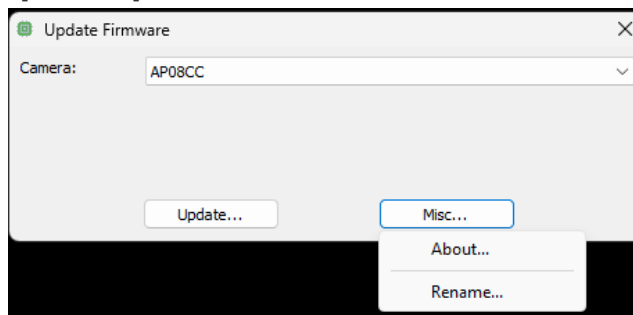 Update Firmware
Camera: AP08CC
Update... Misc...
About...
Rename...